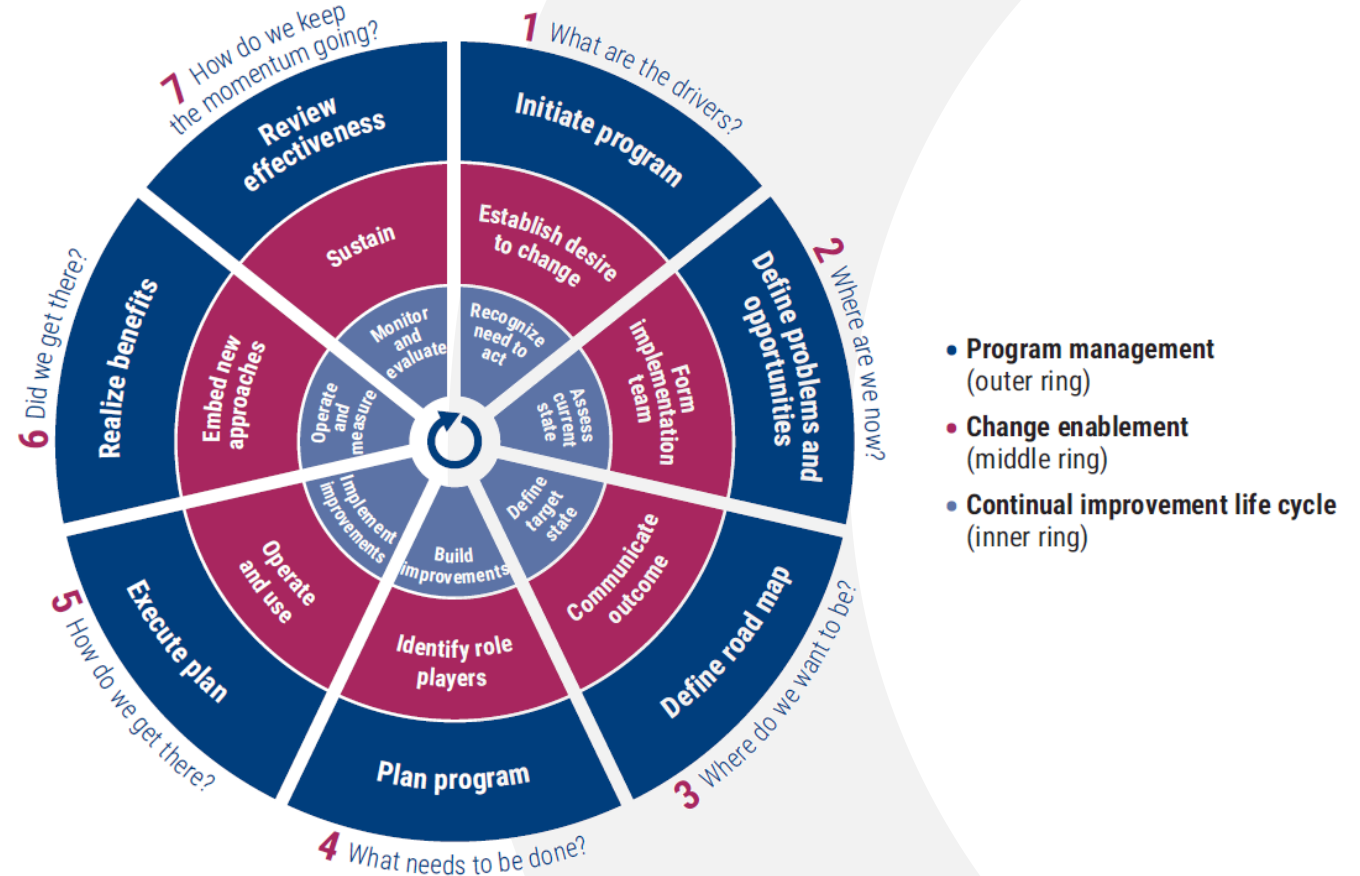 1 What are the drivers?
Initiate program
Establish desire
to change
Recognize
need to
act
2 Where are we now?
Define problems and
opportunities
Form
implementation
team
Assess
current
state
3 Where do we want to be?
Define road map
Communicate
outcome
Define
target
state
4 What needs to be done?
Plan program
Identify role
players
Build
improvements
5 How do we get there?
Execute plan
Operate
and use
Implement
improvements
6 Did we get there?
Realize benefits
Embed new
approaches
Operate
and
measure
7 How do we keep
the momentum going?
Review
effectiveness
Sustain
Monitor
and
evaluate
• Program management
(outer ring)
• Change enablement
(middle ring)
• Continual improvement life cycle
(inner ring)